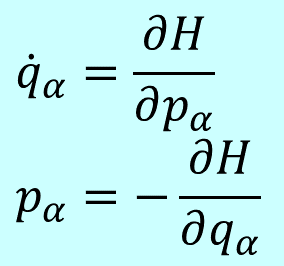 q̇_α = ∂H/∂p_α
p_α = −∂H/∂q_α